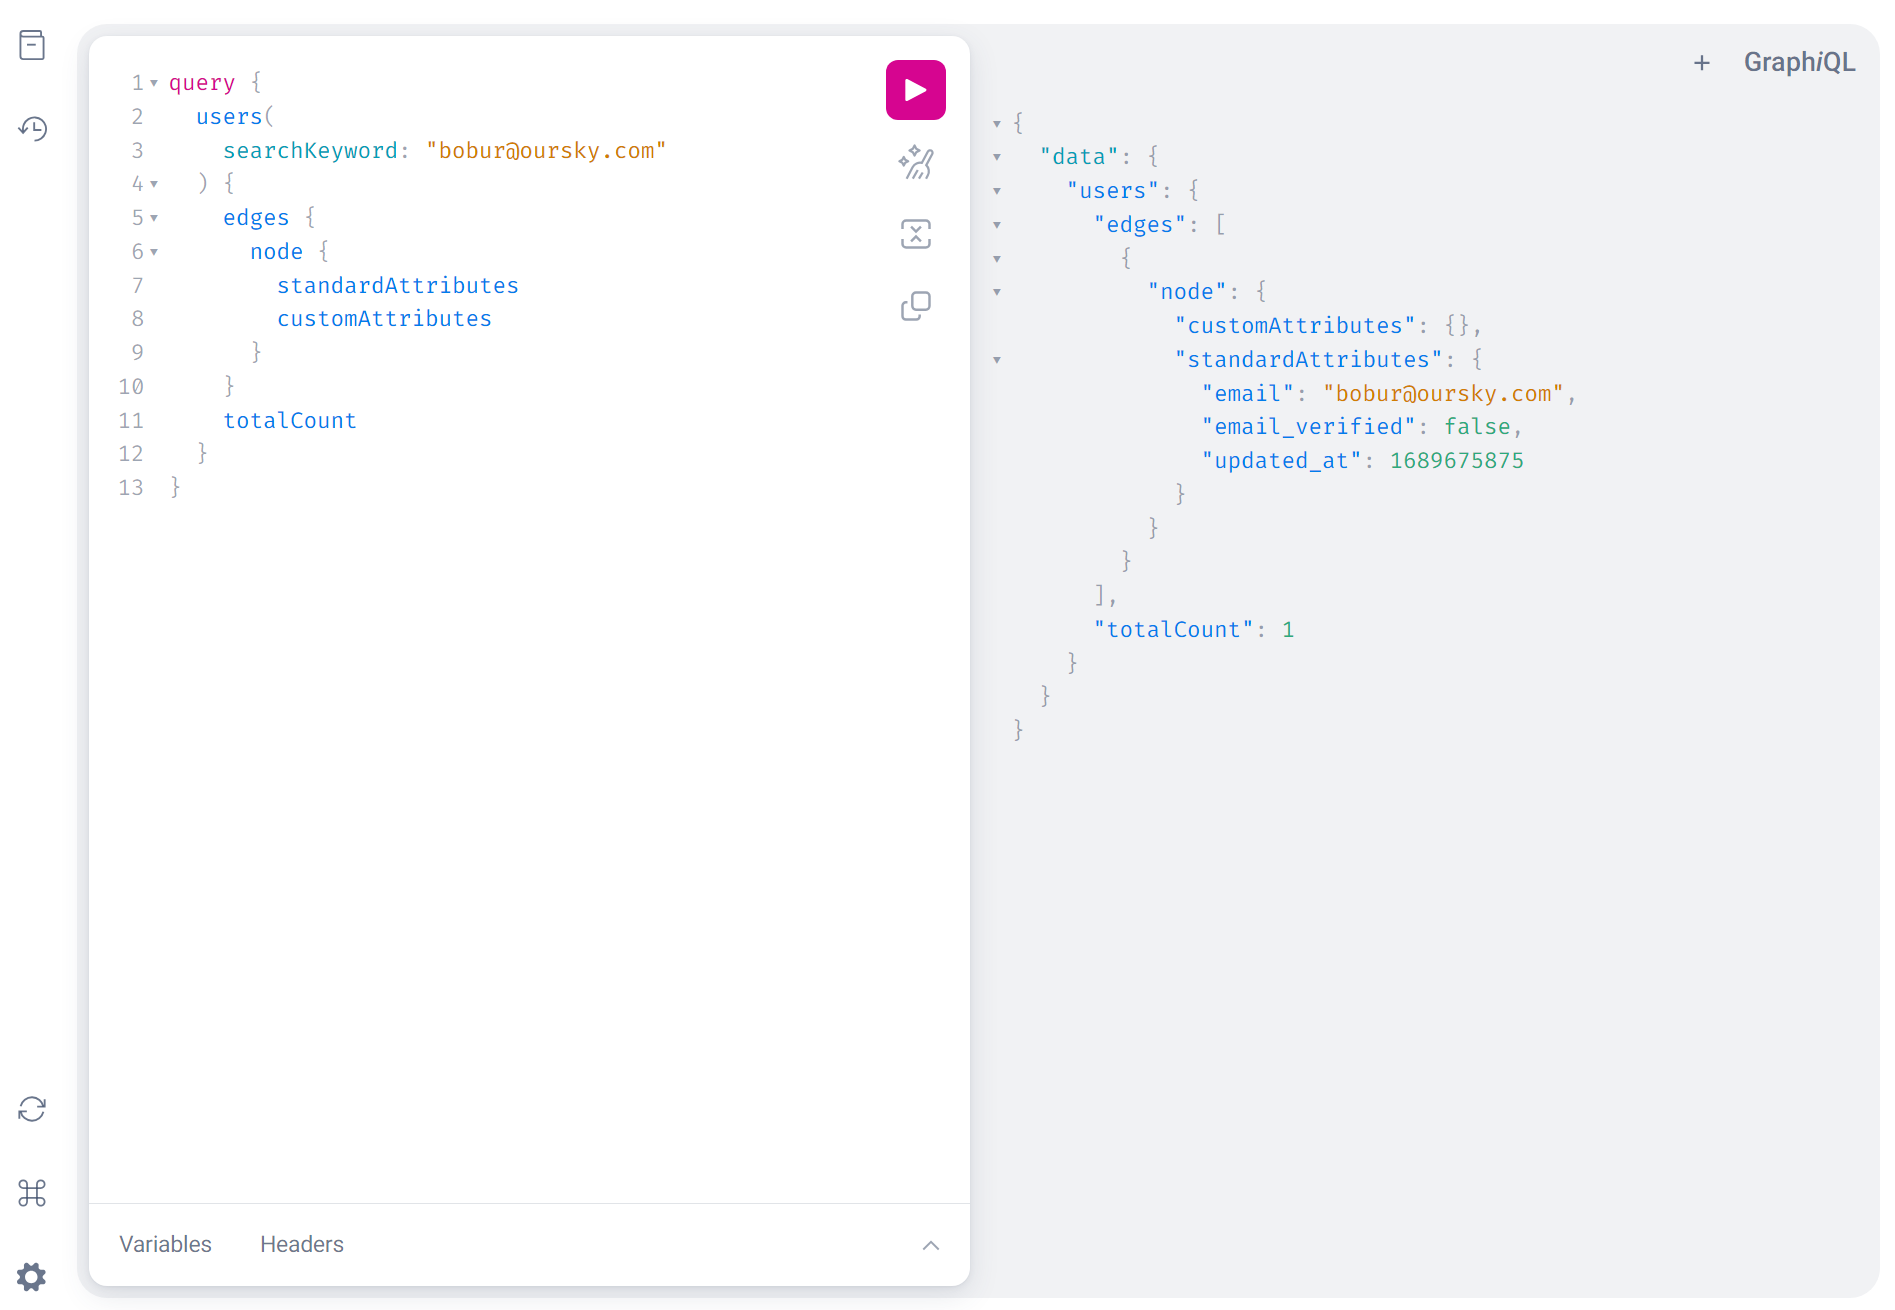 1 query {
2   users(
3     searchKeyword: "bobur@oursky.com"
4   ) {
5     edges {
6       node {
7         standardAttributes
8         customAttributes
9       }
10     }
11     totalCount
12   }
13 }
Variables Headers
+ GraphiQL
{
  "data": {
    "users": {
      "edges": [
        {
          "node": {
            "customAttributes": {},
            "standardAttributes": {
              "email": "bobur@oursky.com",
              "email_verified": false,
              "updated_at": 1689675875
            }
          }
        }
      ],
      "totalCount": 1
    }
  }
}